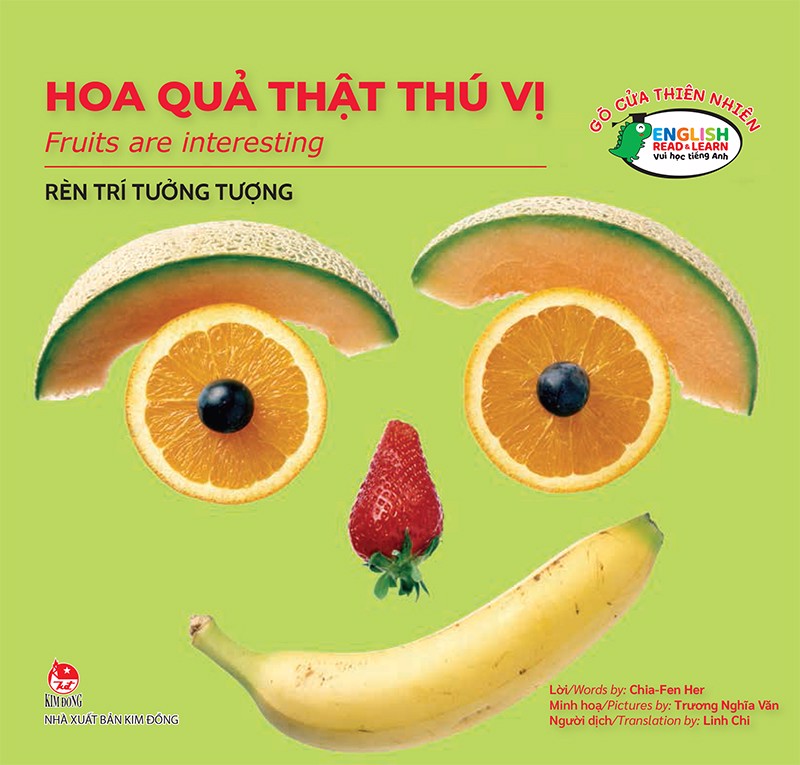 HOA QUẢ THẬT THÚ VỊ
Fruits are interesting
RÈN TRÍ TƯỞNG TƯỢNG
GÕ CỬA THIÊN NHIÊN
ENGLISH
READ & LEARN
Vui học tiếng Anh
KIM ĐỒNG
NHÀ XUẤT BẢN KIM ĐỒNG
Lời/Words by: Chia-Fen Her
Minh hoạ/Pictures by: Trương Nghĩa Văn
Người dịch/Translation by: Linh Chi